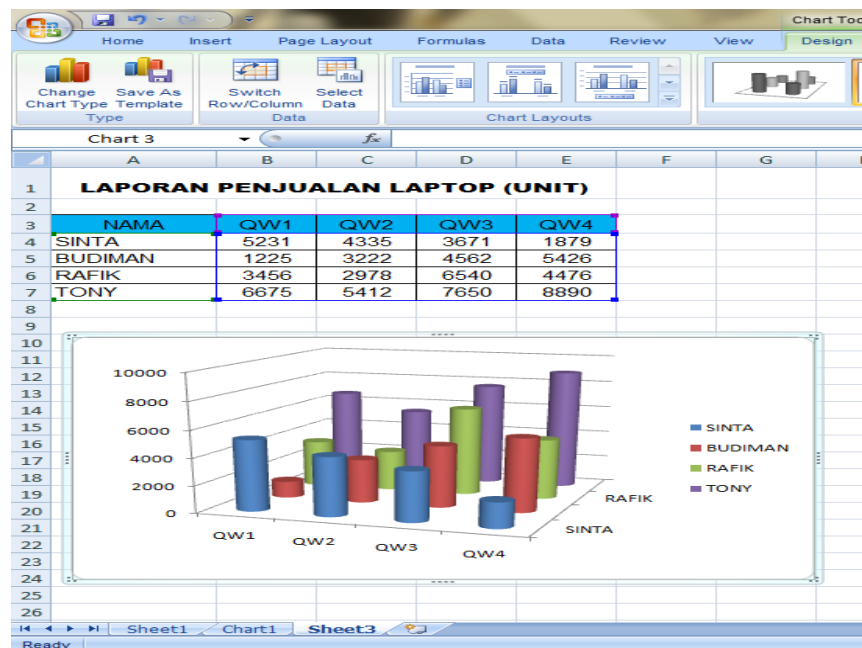 Chart Too
Home Insert Page Layout Formulas Data Review View Design
Change Chart Type
Save As Template
Switch Row/Column
Select Data
Type Data Chart Layouts
Chart 3 fx
A B C D E F G
1 LAPORAN PENJUALAN LAPTOP (UNIT)
2
3 NAMA QW1 QW2 QW3 QW4
4 SINTA 5231 4335 3671 1879
5 BUDIMAN 1225 3222 4562 5426
6 RAFIK 3456 2978 6540 4476
7 TONY 6675 5412 7650 8890
8
9
10
11
12
13
14
15
16
17
18
19
20
21
22
23
24
25
26
10000
8000
6000
4000
2000
0
QW1 QW2 QW3 QW4
SINTA
RAFIK
SINTA
BUDIMAN
RAFIK
TONY
Sheet1 Chart1 Sheet3
Ready